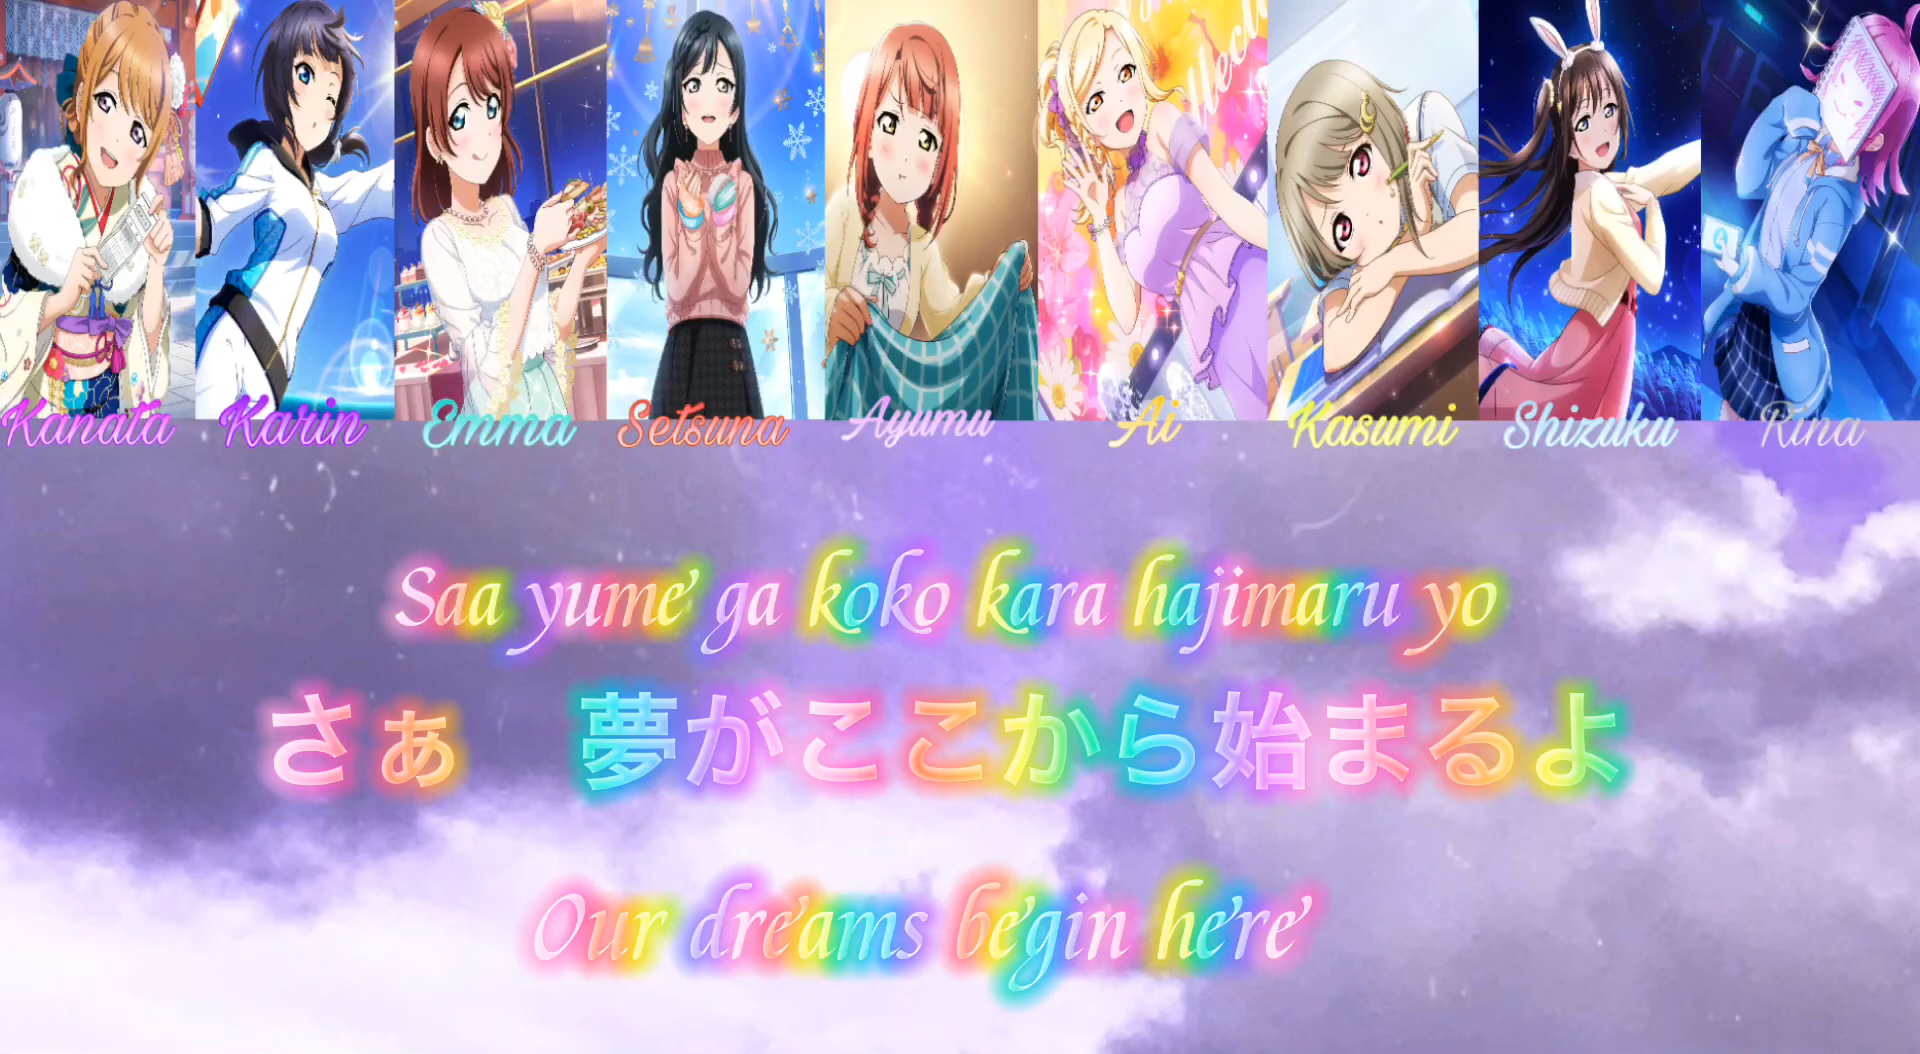 Kanata Karin Emma Setsuna Ayumu Ai Kasumi Shizuku Rina
Saa yume ga koko kara hajimaru yo
さぁ 夢がここから始まるよ
Our dreams begin here